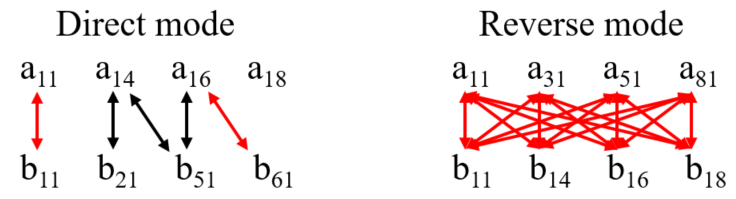 Direct mode Reverse mode
a₁₁ a₁₄ a₁₆ a₁₈ a₁₁ a₃₁ a₅₁ a₈₁
b₁₁ b₂₁ b₅₁ b₆₁ b₁₁ b₁₄ b₁₆ b₁₈